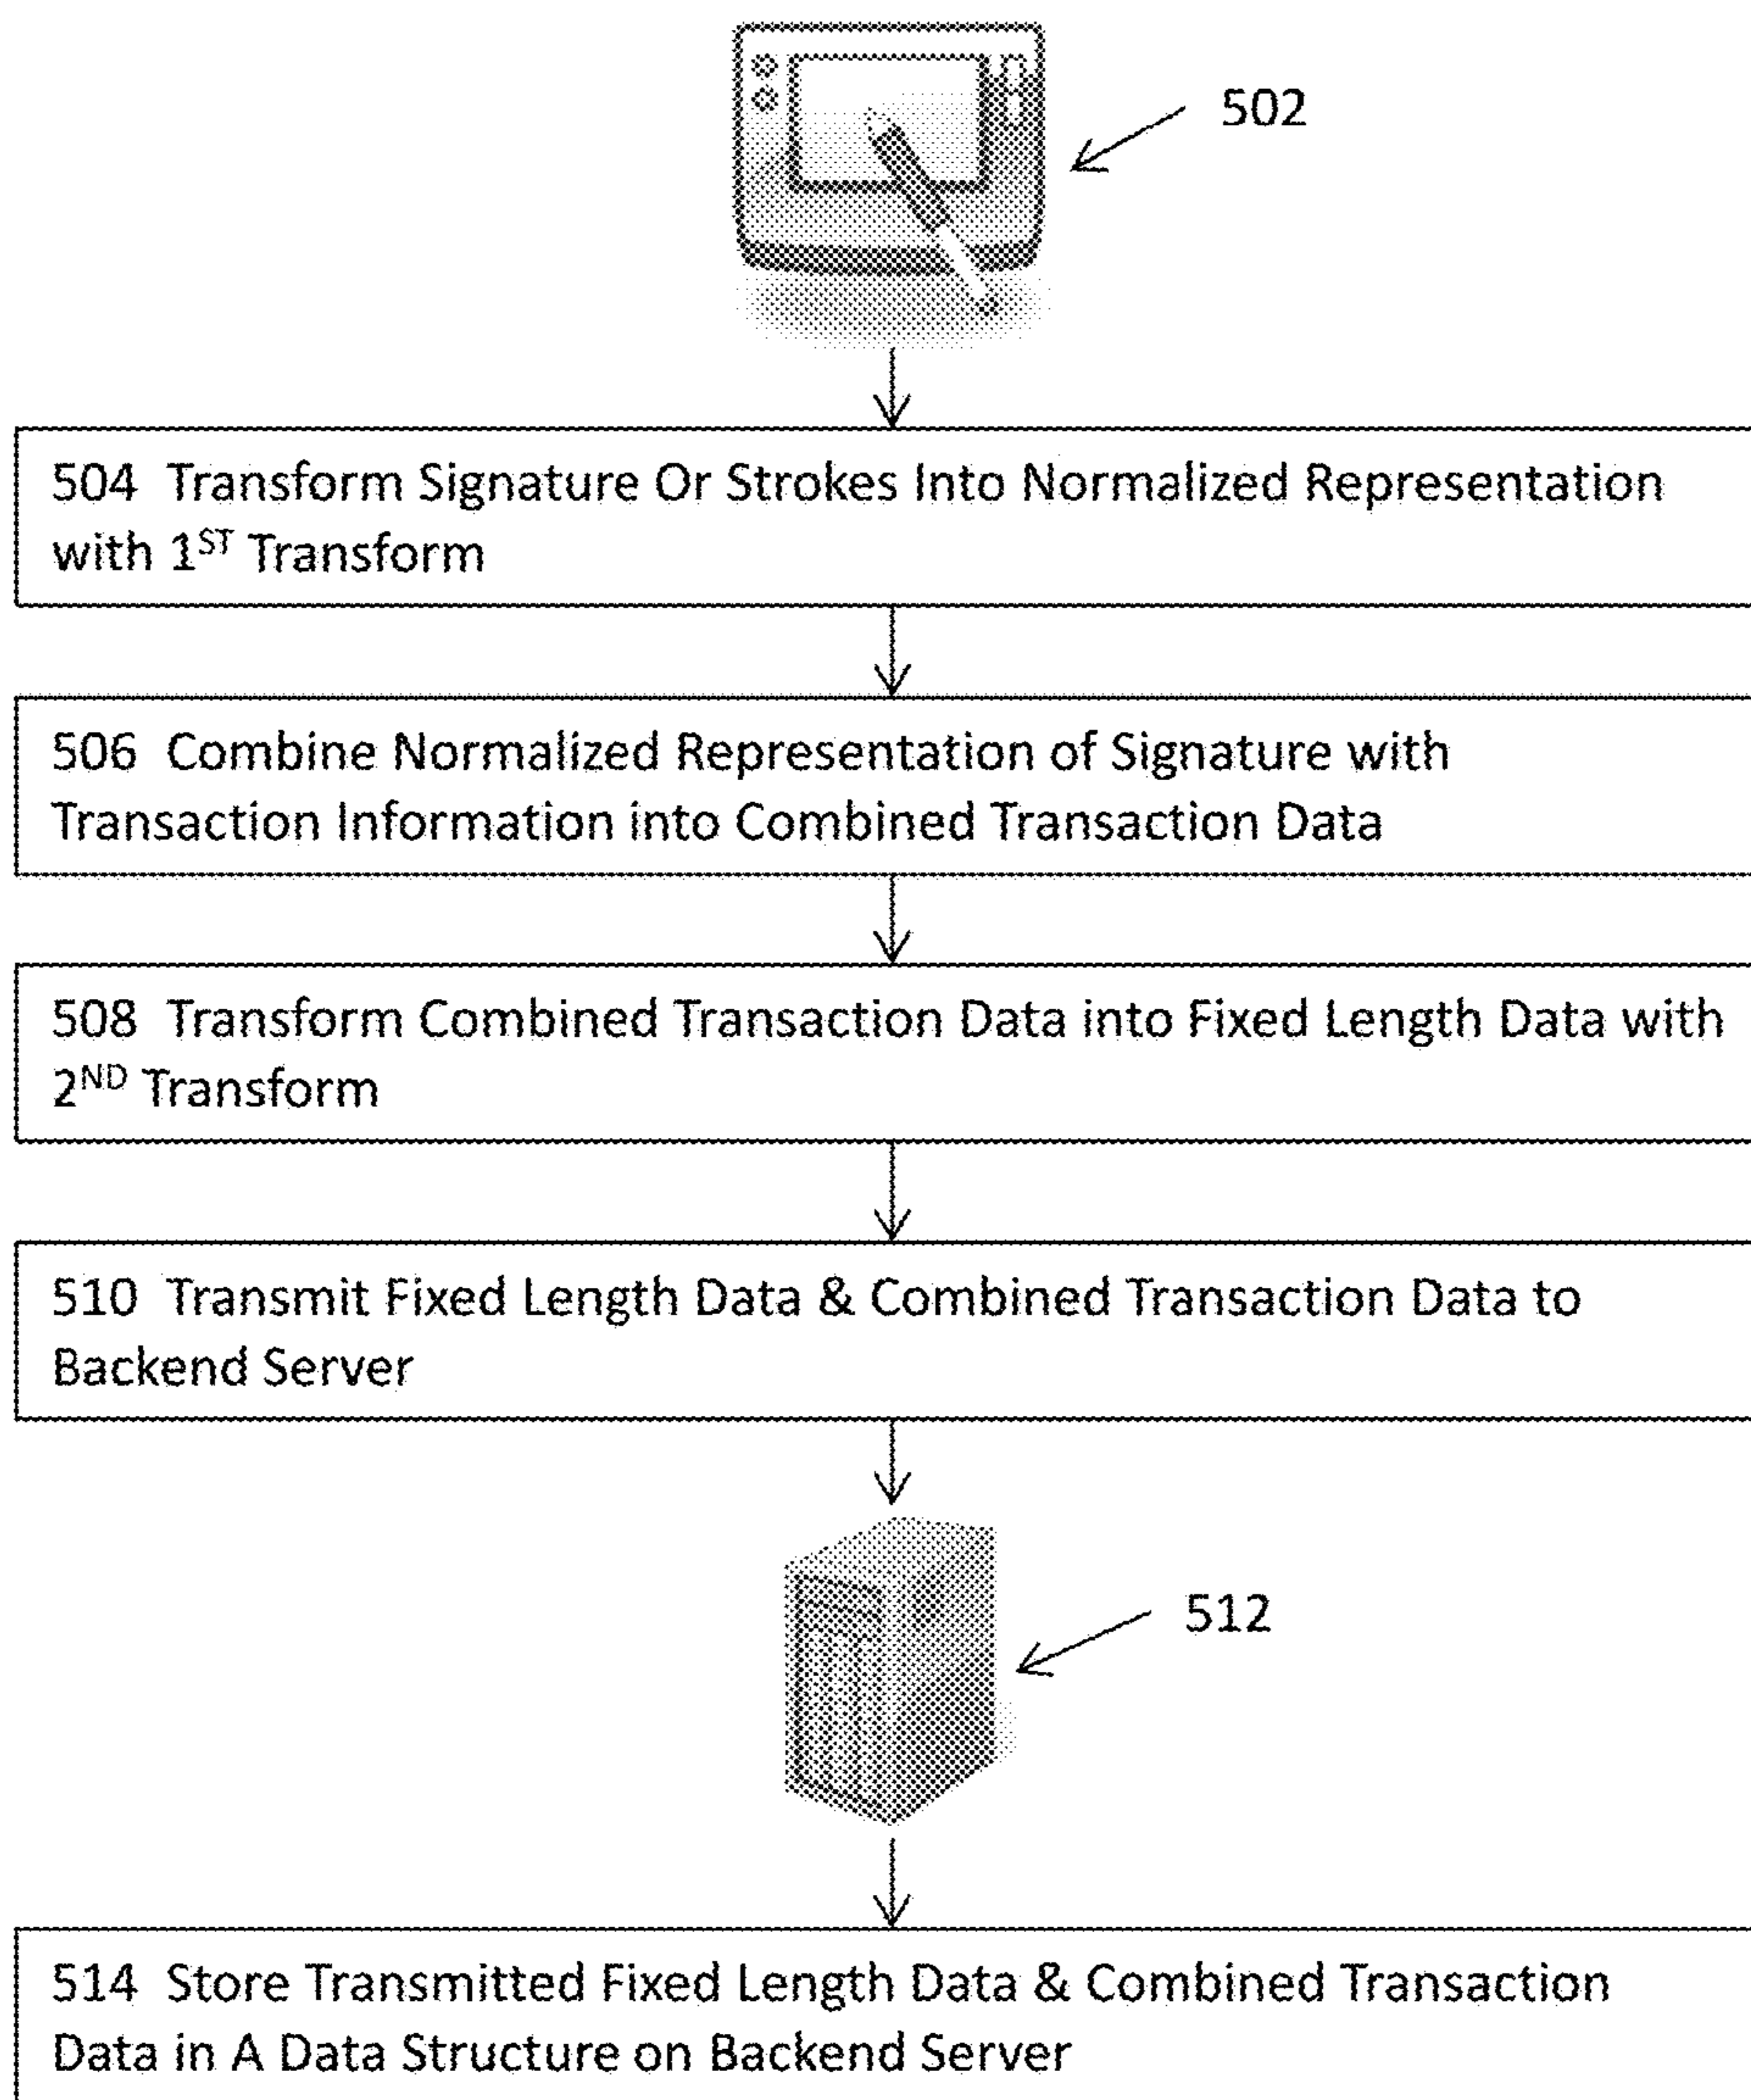 502
504 Transform Signature Or Strokes Into Normalized Representation
with 1ST Transform
506 Combine Normalized Representation of Signature with
Transaction Information into Combined Transaction Data
508 Transform Combined Transaction Data into Fixed Length Data with
2ND Transform
510 Transmit Fixed Length Data & Combined Transaction Data to
Backend Server
512
514 Store Transmitted Fixed Length Data & Combined Transaction
Data in A Data Structure on Backend Server